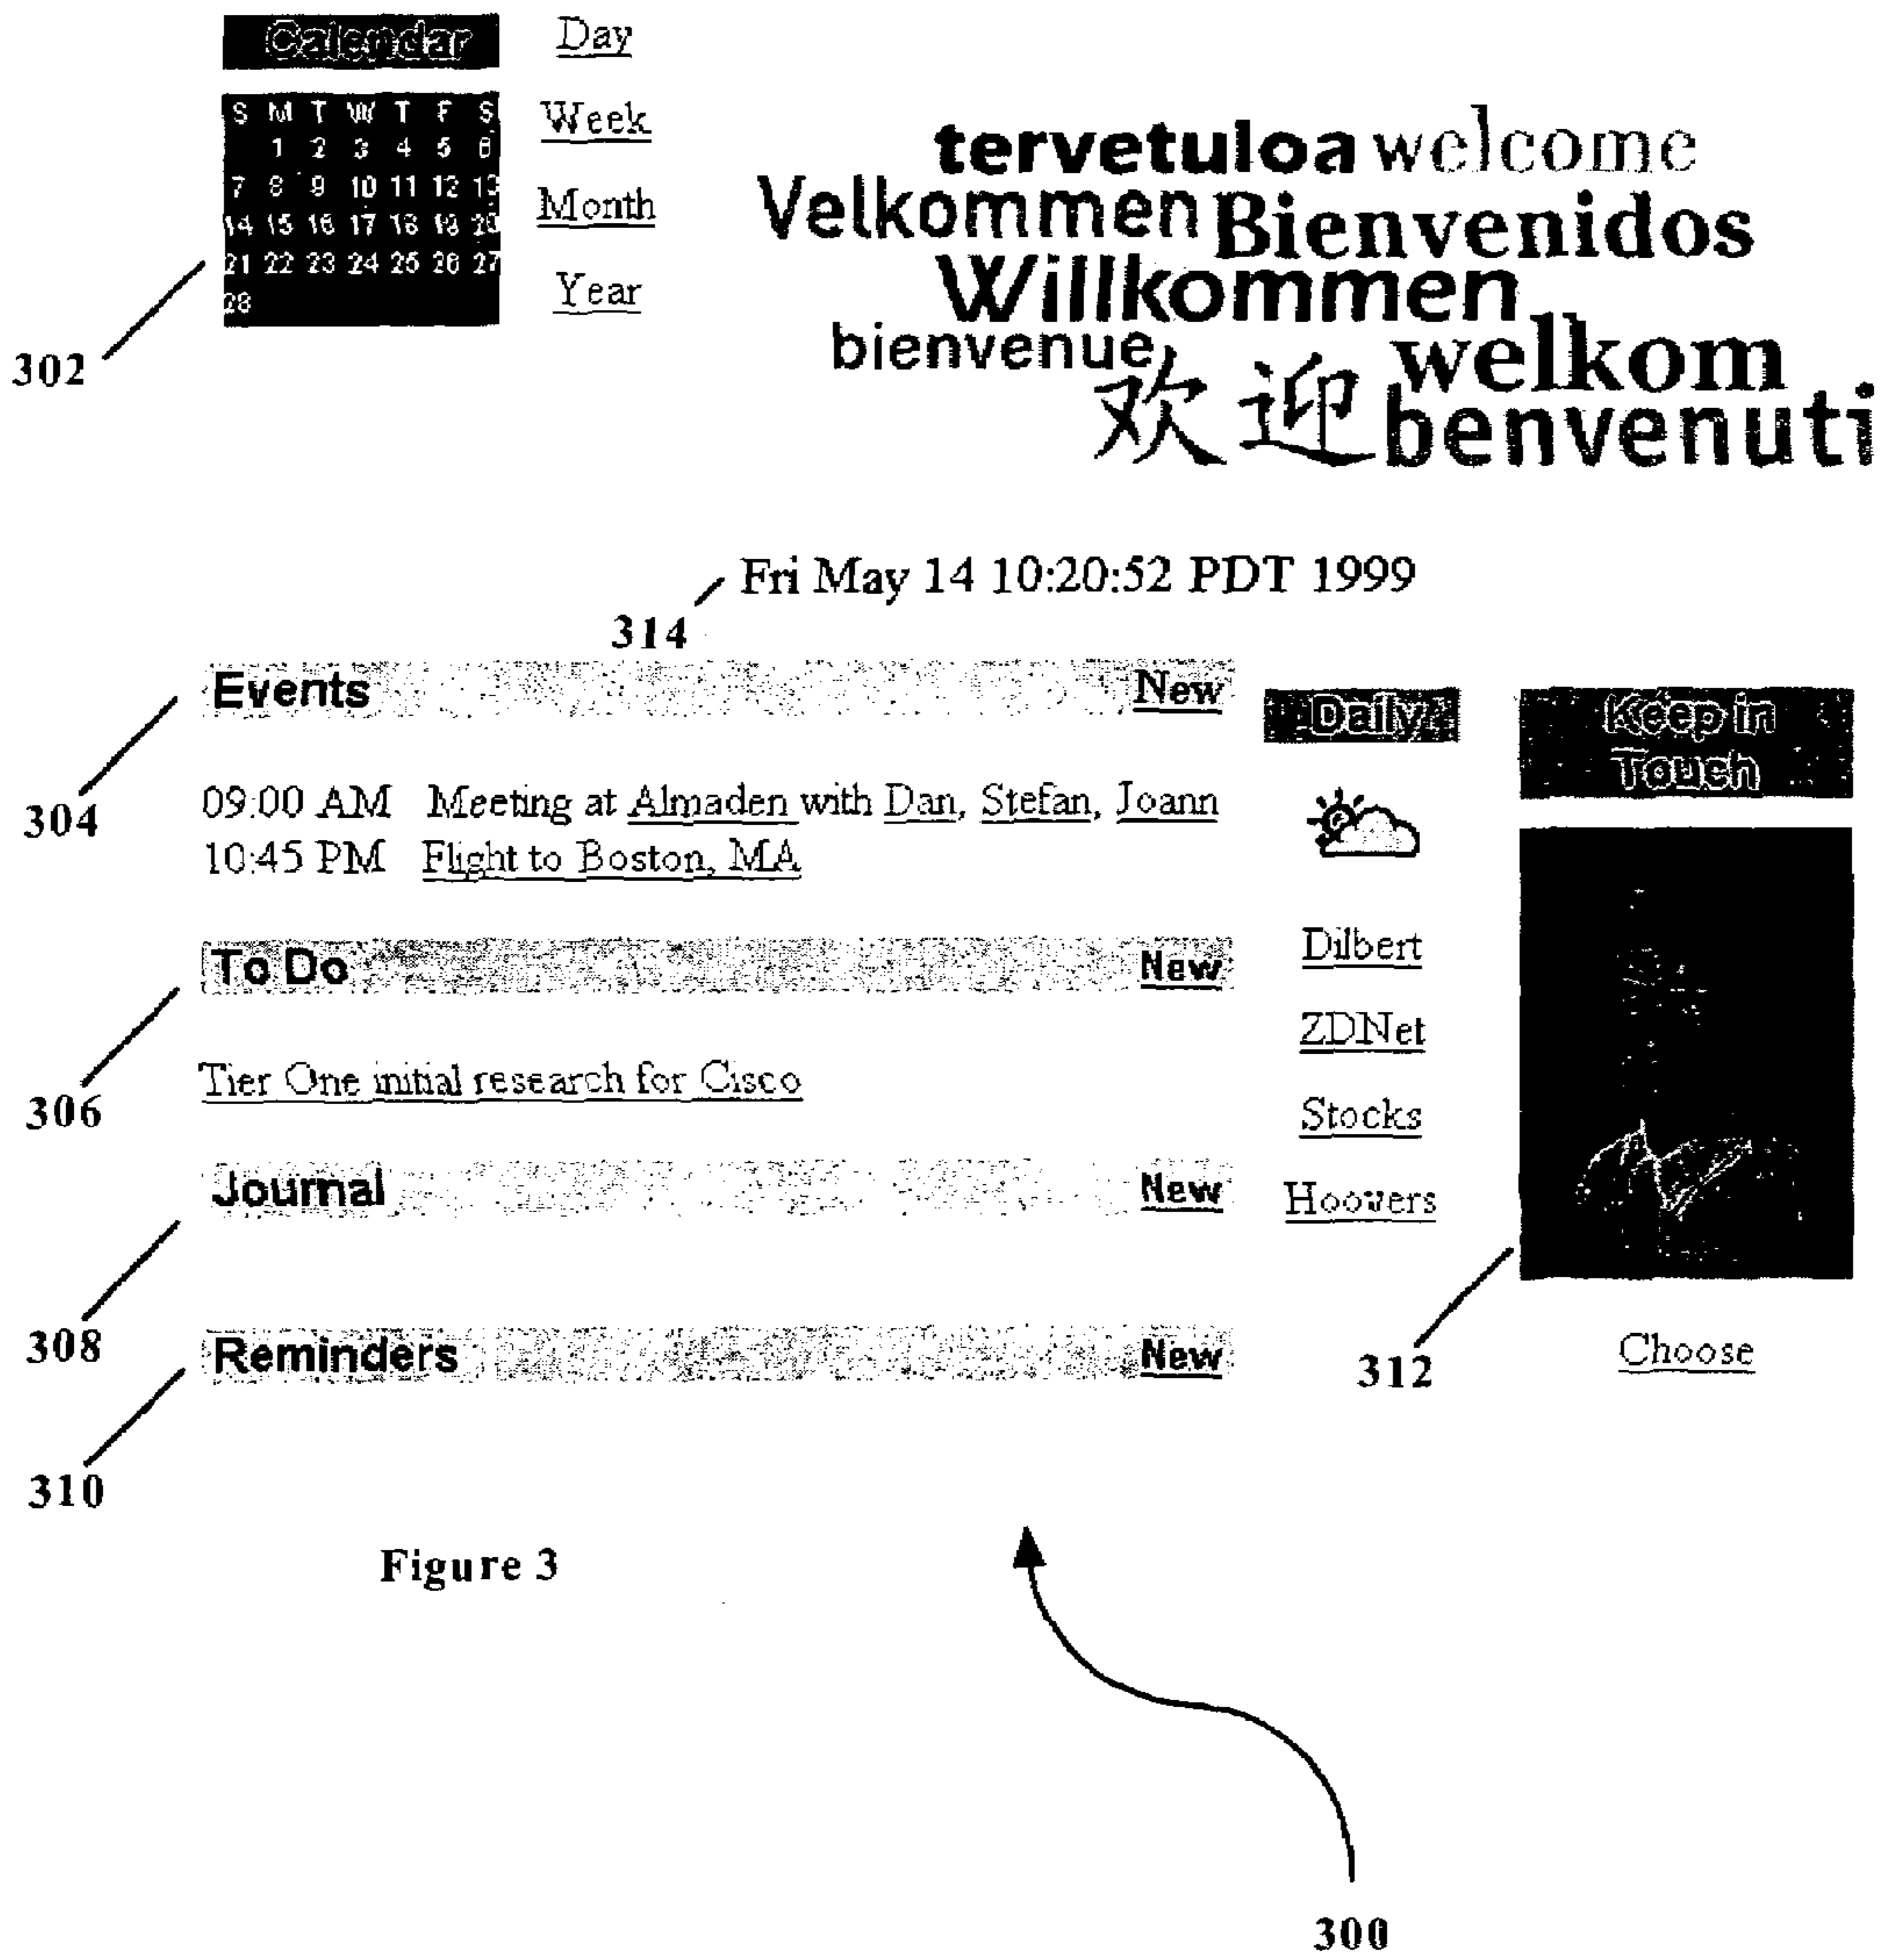 Calendar Day
S M T W T F S
Week
1 2 3 4 5 6
7 8 9 10 11 12 13
Month
14 15 16 17 18 19 20
21 22 23 24 25 26 27
Year
28
302
tervetuloa welcome
Velkommen Bienvenidos
Willkommen
bienvenue welkom
欢迎 benvenuti
Fri May 14 10:20:52 PDT 1999
314
Events New
304
09:00 AM Meeting at Almaden with Dan, Stefan, Joann
10:45 PM Flight to Boston, MA
To Do New
306
Tier One initial research for Cisco
Journal New
308
Reminders New
310
Daily
Dilbert
ZDNet
Stocks
Hoovers
Keep in
Touch
312
Choose
Figure 3
300